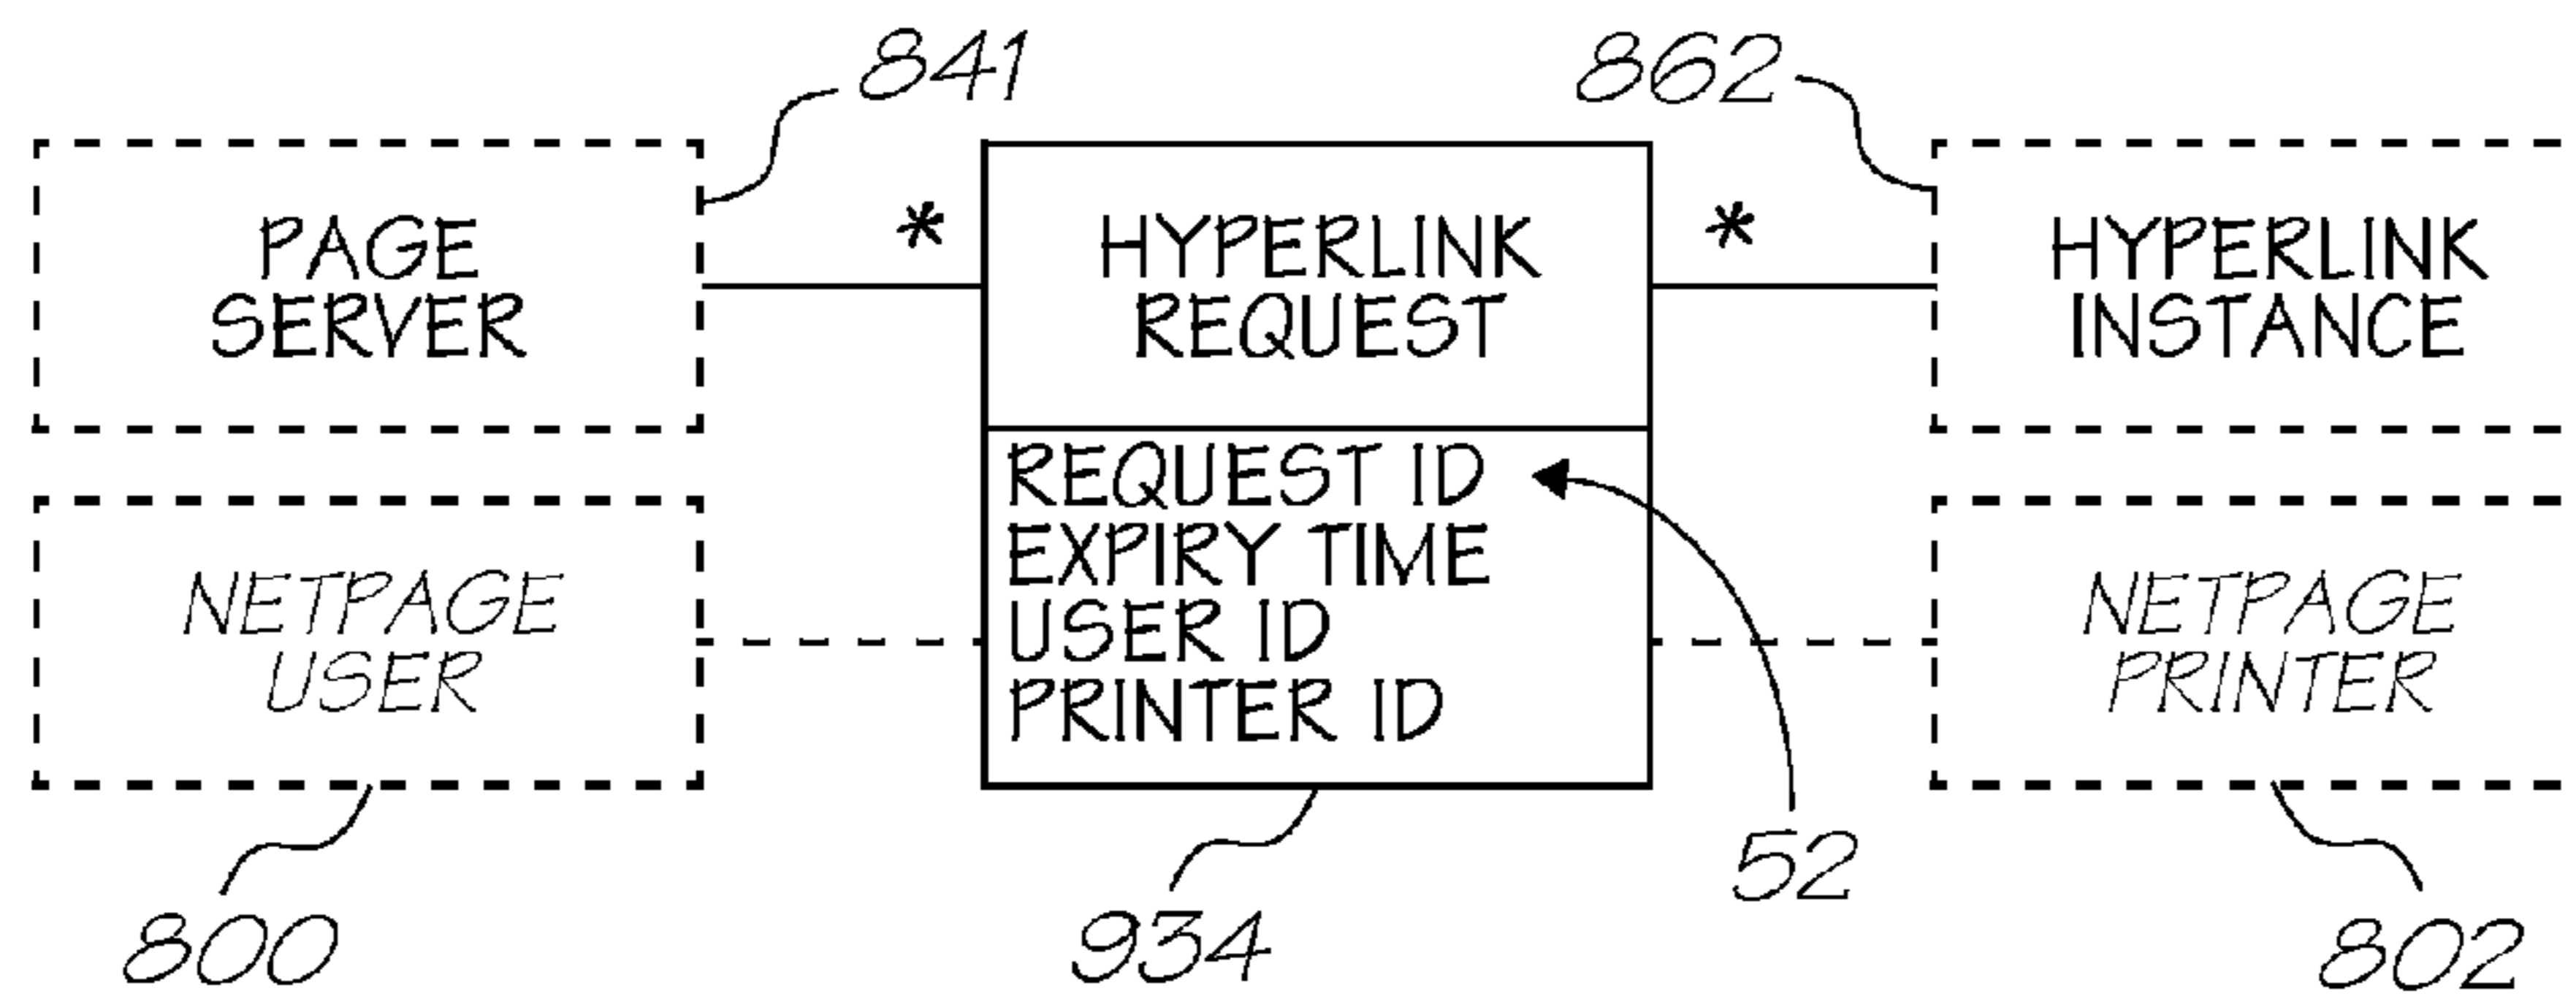 841
862
PAGE
SERVER
*
HYPERLINK
REQUEST
*
HYPERLINK
INSTANCE
REQUEST ID
EXPIRY TIME
USER ID
PRINTER ID
NETPAGE
USER
NETPAGE
PRINTER
52
800
934
802